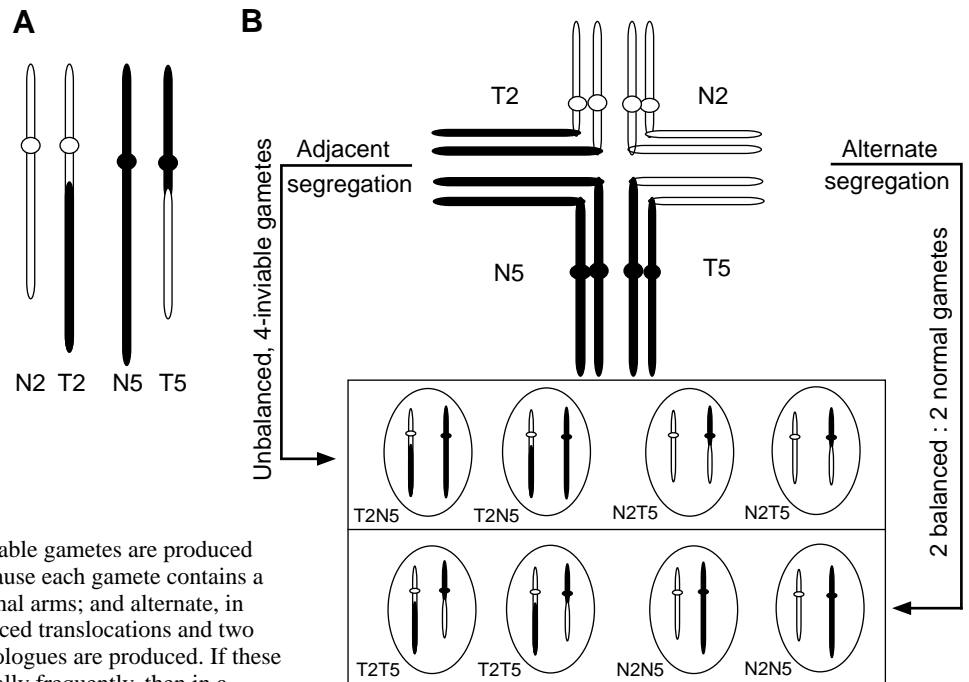 A
B
N2 T2 N5 T5
T2
N2
Adjacent
segregation
Alternate
segregation
N5
T5
Unbalanced, 4-inviable gametes
2 balanced : 2 normal gametes
T2N5
T2N5
N2T5
N2T5
T2T5
T2T5
N2N5
N2N5
able gametes are produced
ause each gamete contains a
nal arms; and alternate, in
ced translocations and two
ologues are produced. If these
ally frequently, then in a